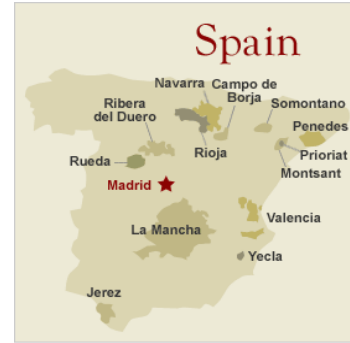 Spain
Navarra
Campo de
Borja
Ribera
del Duero
Somontano
Penedes
Rioja
Prioriat
Rueda
Montsant
Madrid
Valencia
La Mancha
Yecla
Jerez